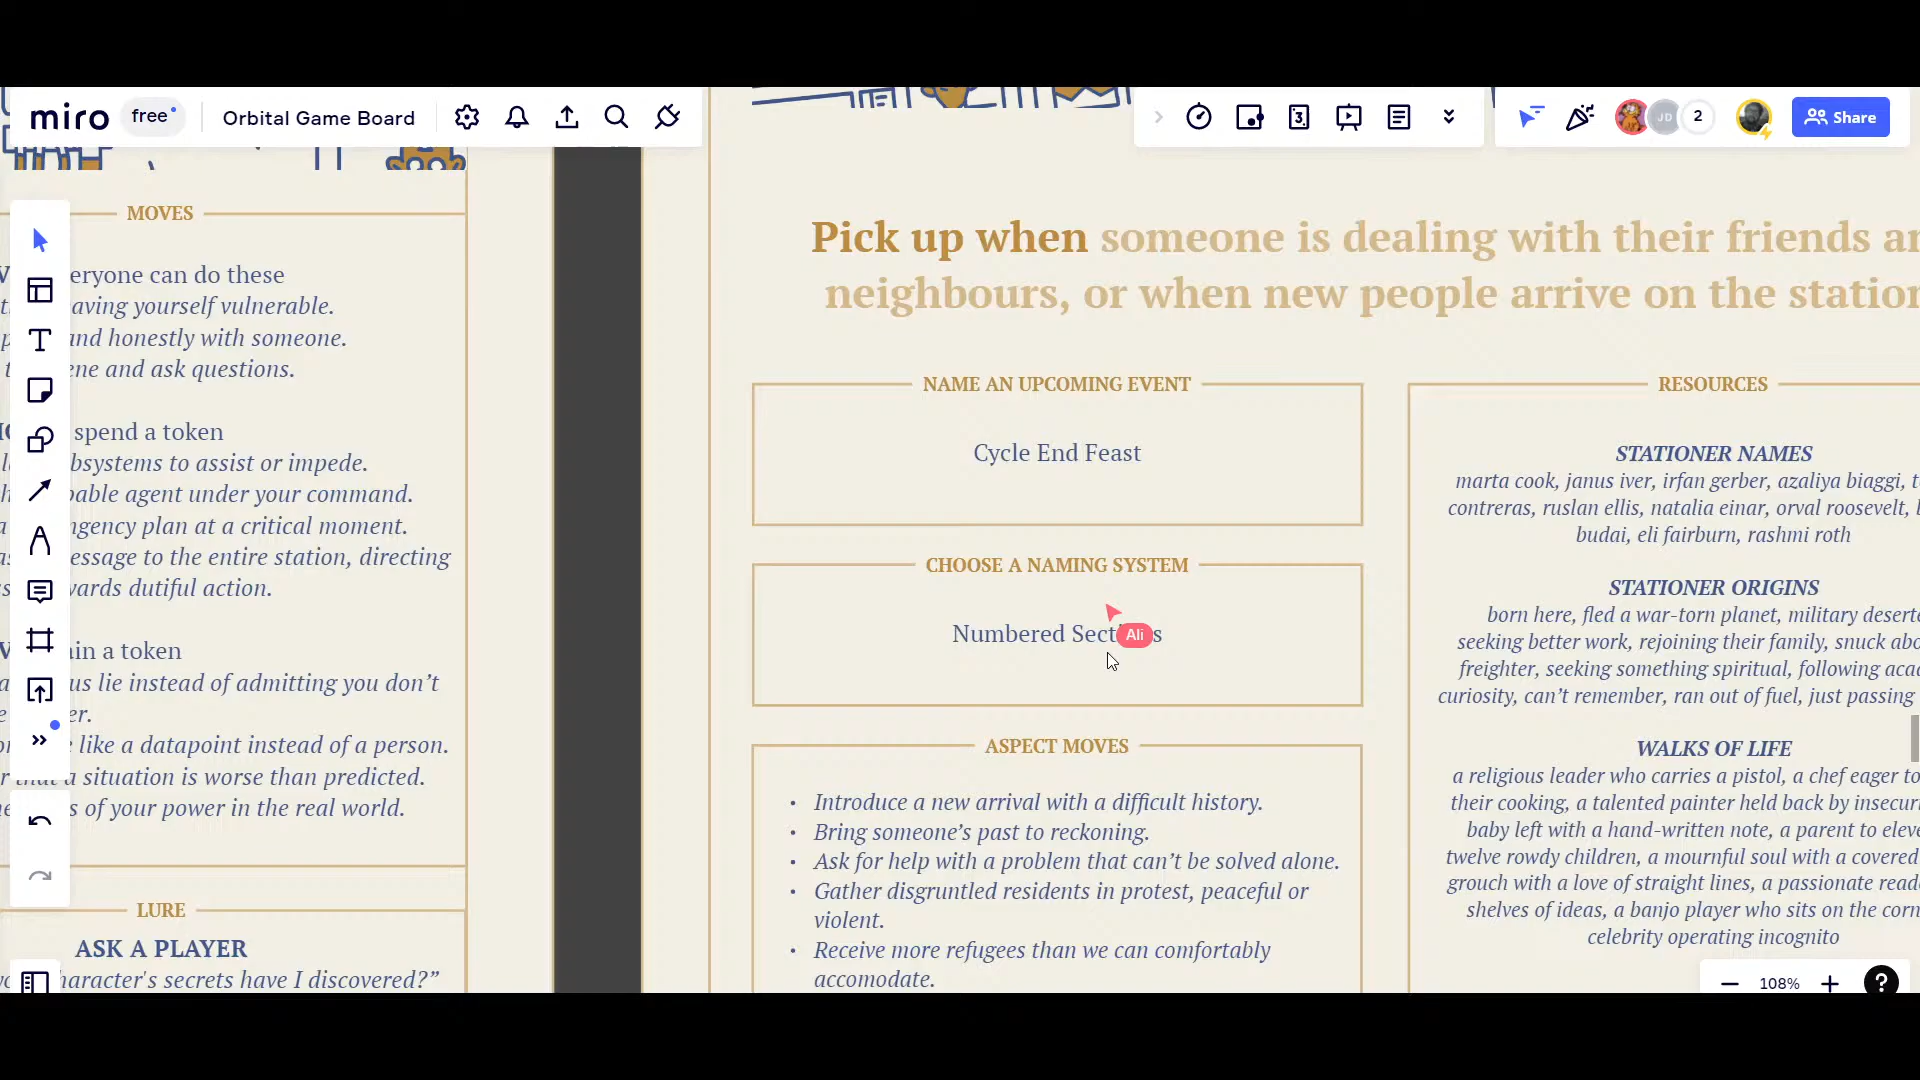 miro free Orbital Game Board
3 JD 2 Share
MOVES
eryone can do these
aving yourself vulnerable.
and honestly with someone.
ene and ask questions.
spend a token
bsystems to assist or impede.
pable agent under your command.
ngency plan at a critical moment.
essage to the entire station, directing
wards dutiful action.
in a token
us lie instead of admitting you don’t
er.
like a datapoint instead of a person.
a situation is worse than predicted.
s of your power in the real world.
LURE
ASK A PLAYER
haracter's secrets have I discovered?”
Pick up when someone is dealing with their friends an
neighbours, or when new people arrive on the station
NAME AN UPCOMING EVENT
Cycle End Feast
CHOOSE A NAMING SYSTEM
Numbered Sect s
Ali
ASPECT MOVES
• Introduce a new arrival with a difficult history.
• Bring someone’s past to reckoning.
• Ask for help with a problem that can’t be solved alone.
• Gather disgruntled residents in protest, peaceful or
violent.
• Receive more refugees than we can comfortably
accomodate.
RESOURCES
STATIONER NAMES
marta cook, janus iver, irfan gerber, azaliya biaggi, t
contreras, ruslan ellis, natalia einar, orval roosevelt,
budai, eli fairburn, rashmi roth
STATIONER ORIGINS
born here, fled a war-torn planet, military deserte
seeking better work, rejoining their family, snuck abo
freighter, seeking something spiritual, following aca
curiosity, can’t remember, ran out of fuel, just passing
WALKS OF LIFE
a religious leader who carries a pistol, a chef eager to
their cooking, a talented painter held back by insecuri
baby left with a hand-written note, a parent to eleve
twelve rowdy children, a mournful soul with a covered
grouch with a love of straight lines, a passionate read
shelves of ideas, a banjo player who sits on the corn
celebrity operating incognito
108%